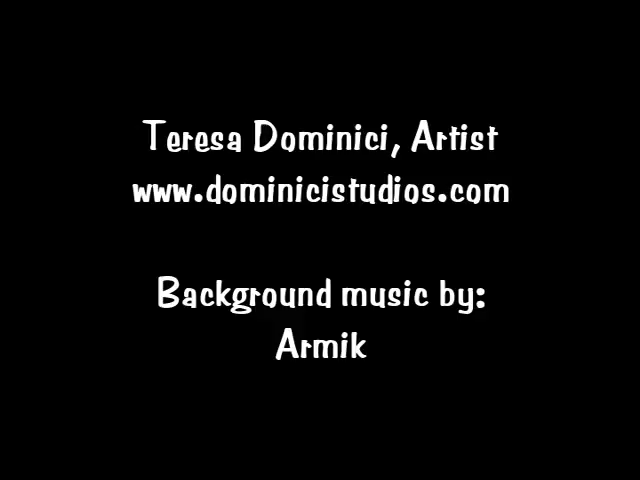 Teresa Dominici, Artist
www.dominicistudios.com
Background music by:
Armik